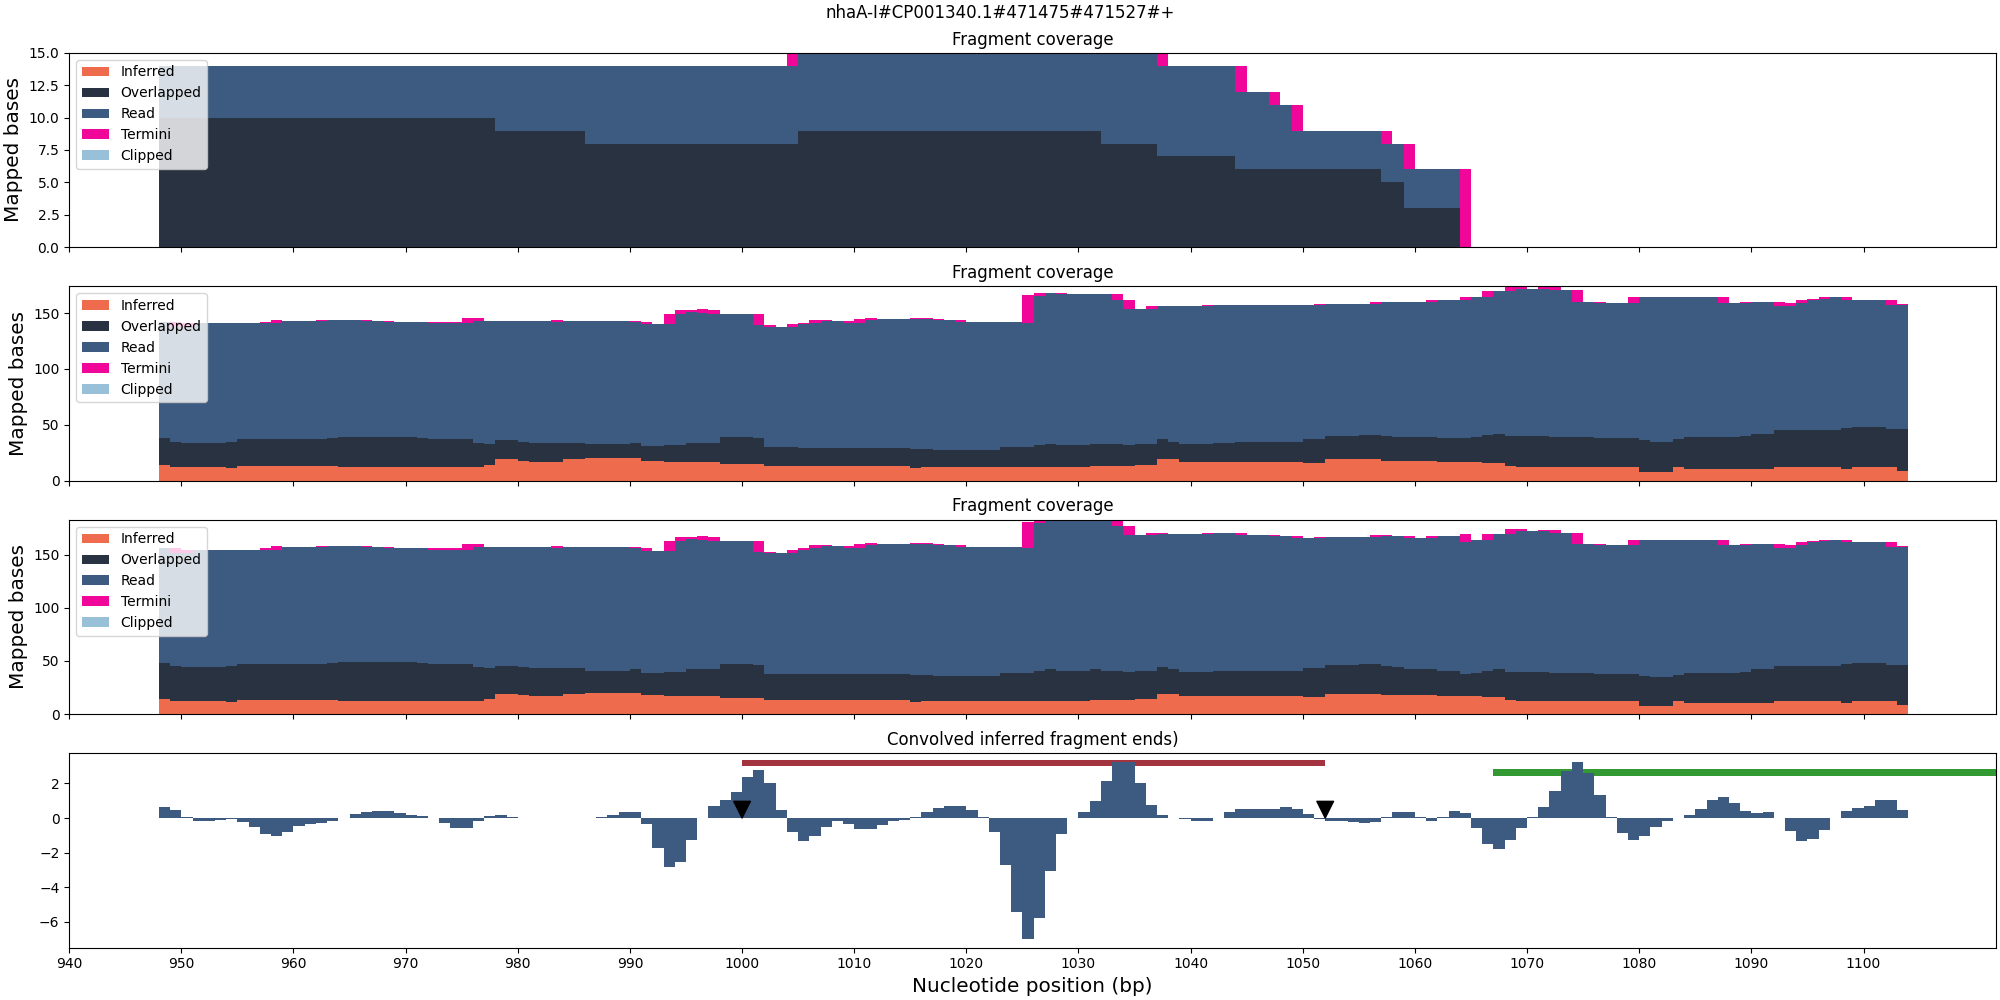 nhaA-I#CP001340.1#471475#471527#+
Fragment coverage
Mapped bases
15.0
12.5
10.0
7.5
5.0
2.5
0.0
Inferred
Overlapped
Read
Termini
Clipped
Fragment coverage
Mapped bases
150
100
50
0
Inferred
Overlapped
Read
Termini
Clipped
Fragment coverage
Mapped bases
150
100
50
0
Inferred
Overlapped
Read
Termini
Clipped
Convolved inferred fragment ends)
2
0
−2
−4
−6
940 950 960 970 980 990 1000 1010 1020 1030 1040 1050 1060 1070 1080 1090 1100
Nucleotide position (bp)